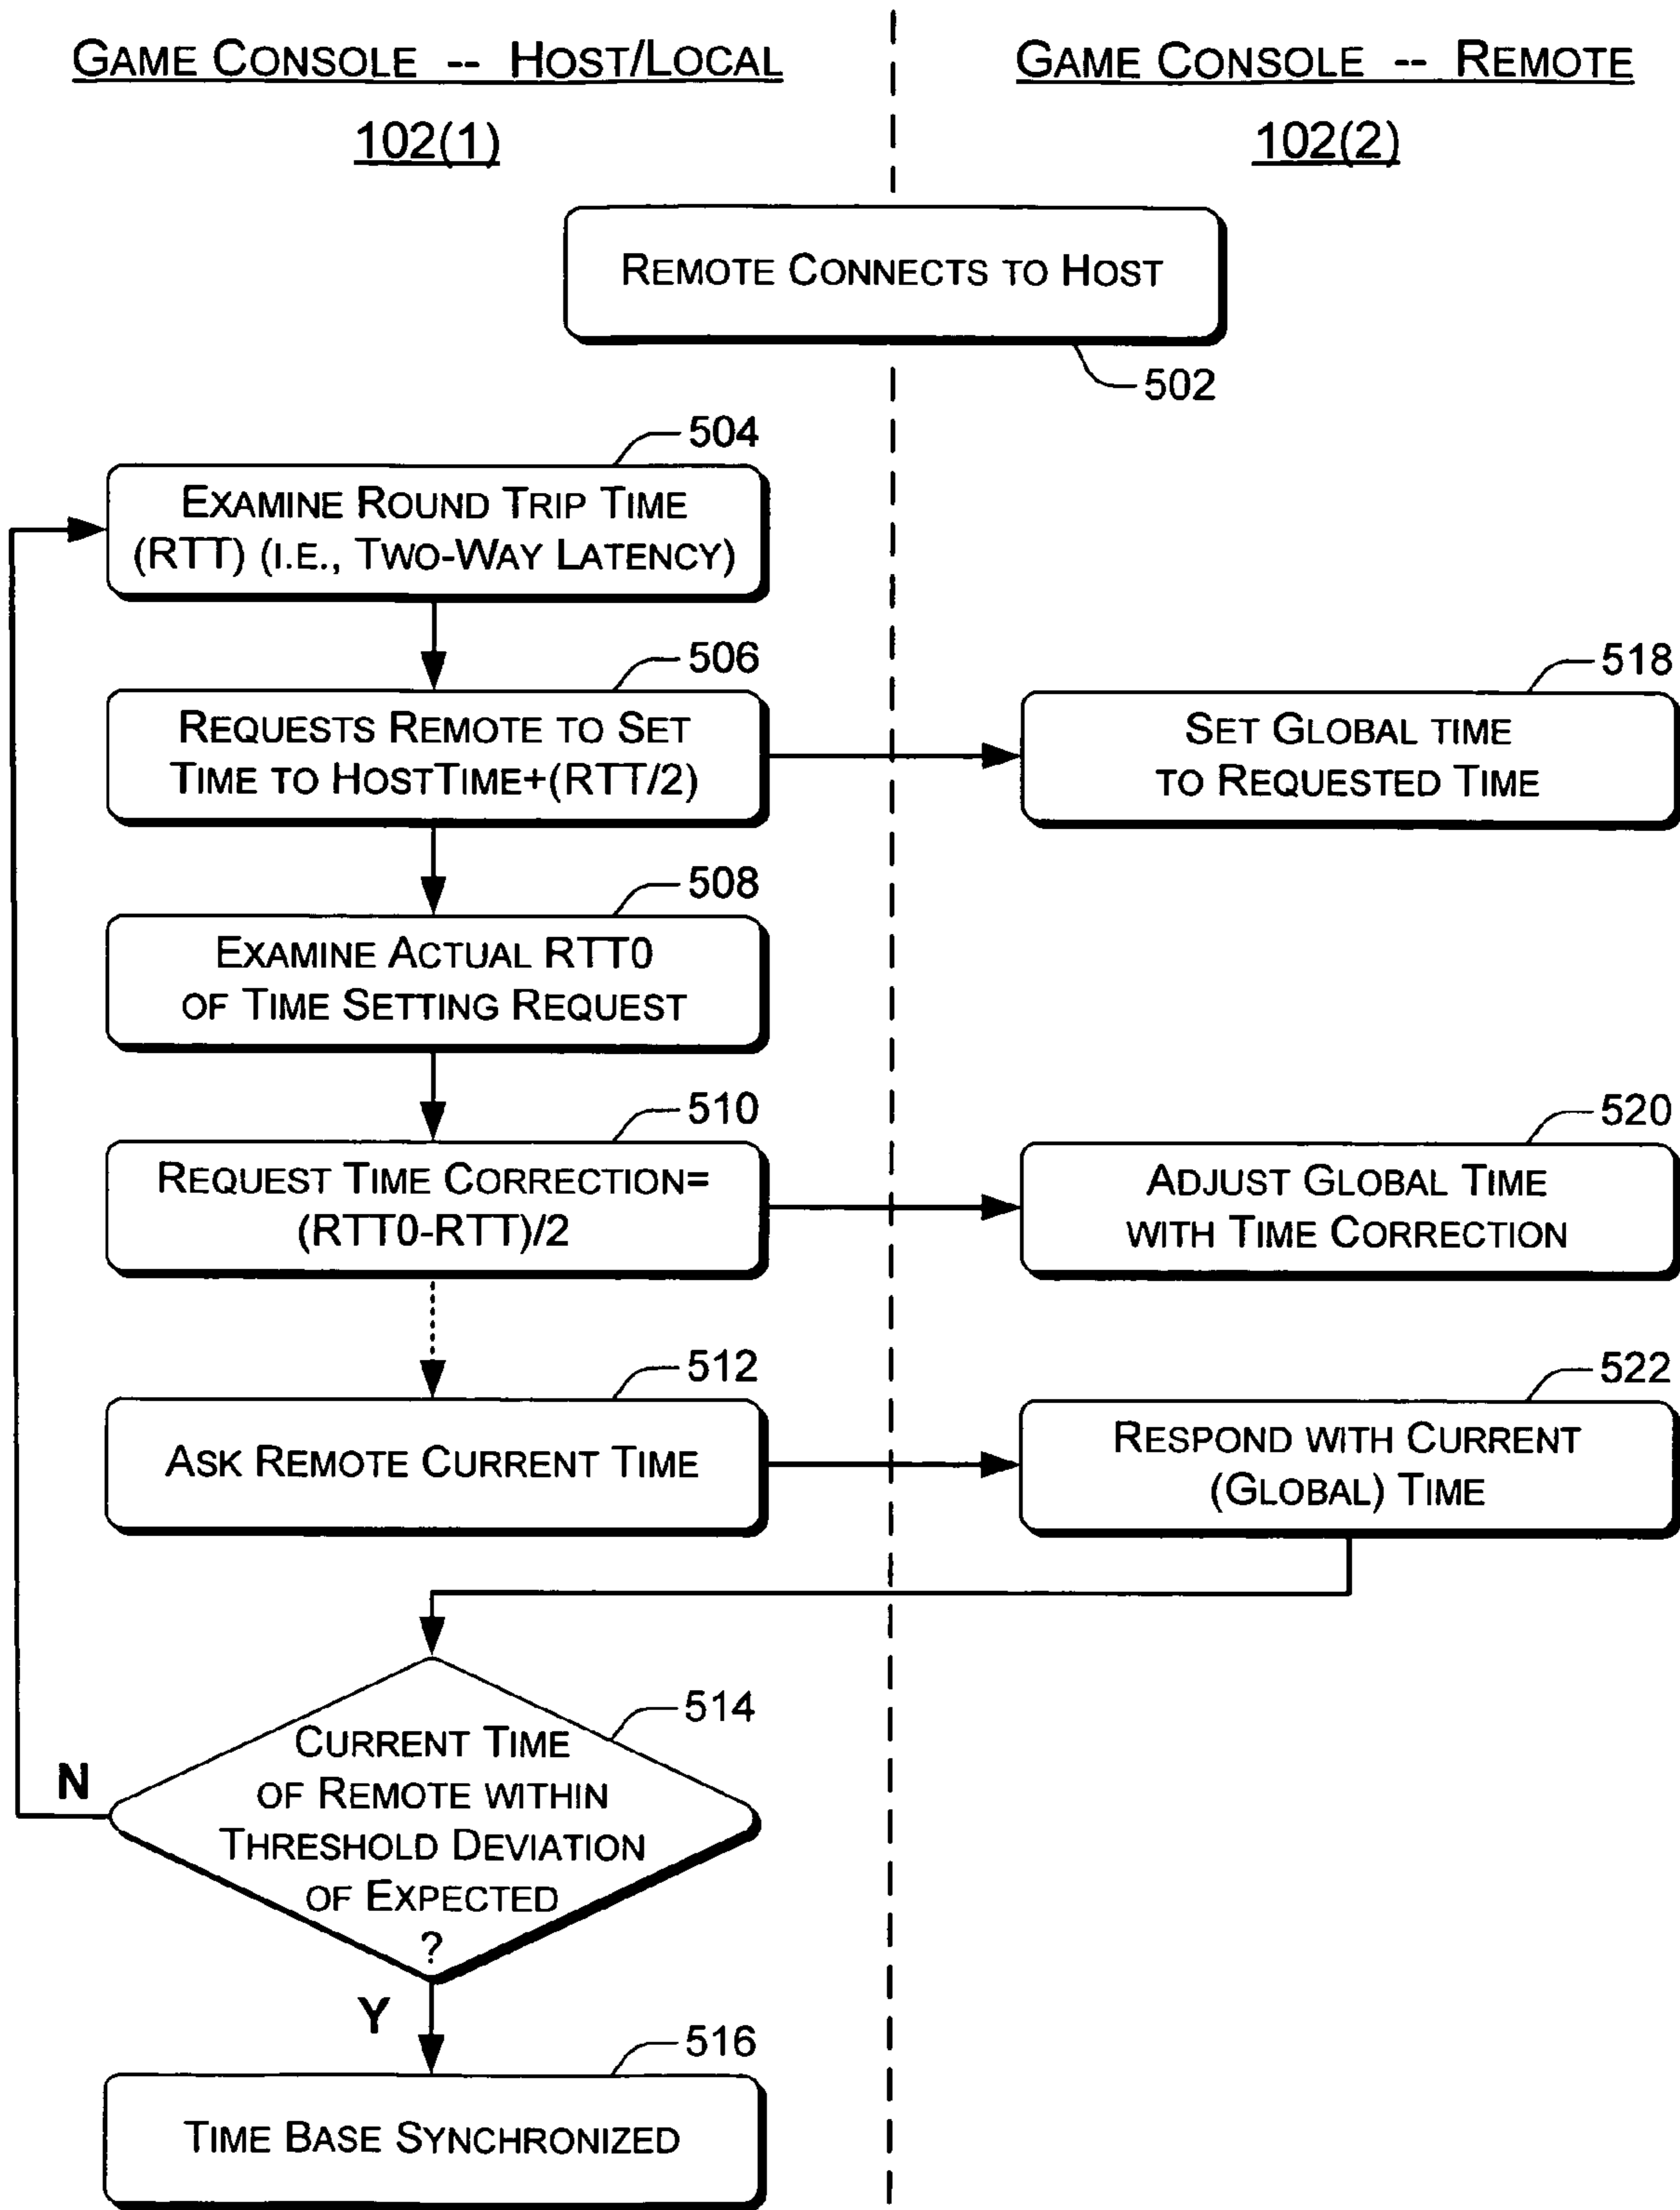 GAME CONSOLE -- HOST/LOCAL
102(1)
GAME CONSOLE -- REMOTE
102(2)
REMOTE CONNECTS TO HOST
502
504
EXAMINE ROUND TRIP TIME
(RTT) (I.E., TWO-WAY LATENCY)
506
REQUESTS REMOTE TO SET
TIME TO HOSTTIME+(RTT/2)
518
SET GLOBAL TIME
TO REQUESTED TIME
508
EXAMINE ACTUAL RTT0
OF TIME SETTING REQUEST
510
REQUEST TIME CORRECTION=
(RTT0-RTT)/2
520
ADJUST GLOBAL TIME
WITH TIME CORRECTION
512
ASK REMOTE CURRENT TIME
522
RESPOND WITH CURRENT
(GLOBAL) TIME
514
CURRENT TIME
OF REMOTE WITHIN
THRESHOLD DEVIATION
OF EXPECTED
?
N
Y
516
TIME BASE SYNCHRONIZED